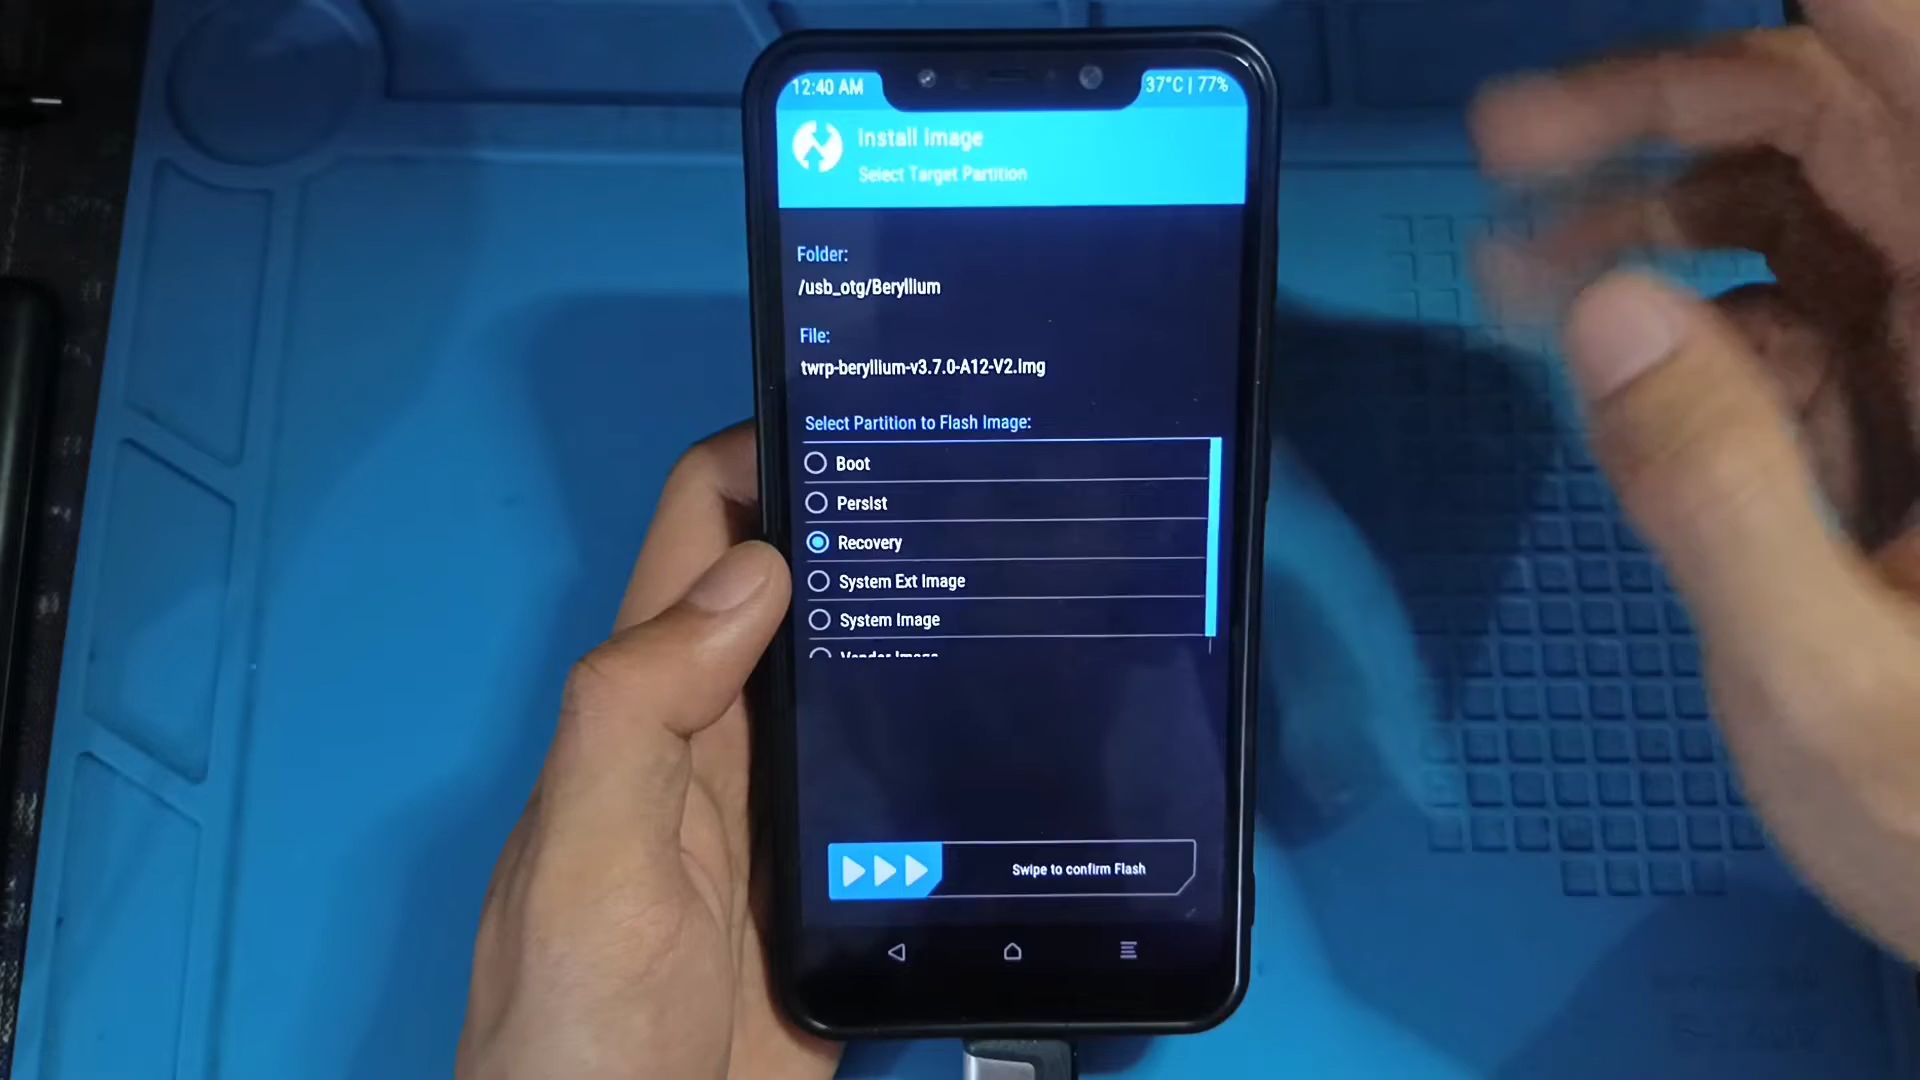 12:40 AM
37°C | 77%
Install Image
Select Target Partition
Folder:
/usb_otg/Beryllium
File:
twrp-beryllium-v3.7.0-A12-V2.img
Select Partition to Flash Image:
Boot
Persist
Recovery
System Ext Image
System Image
Vendor Image
Swipe to confirm Flash